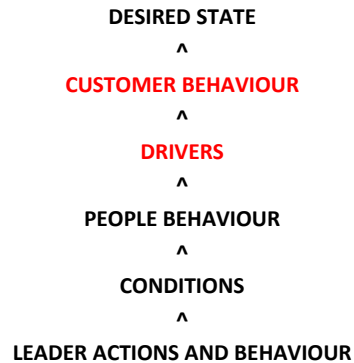 DESIRED STATE
^
CUSTOMER BEHAVIOUR
^
DRIVERS
^
PEOPLE BEHAVIOUR
^
CONDITIONS
^
LEADER ACTIONS AND BEHAVIOUR